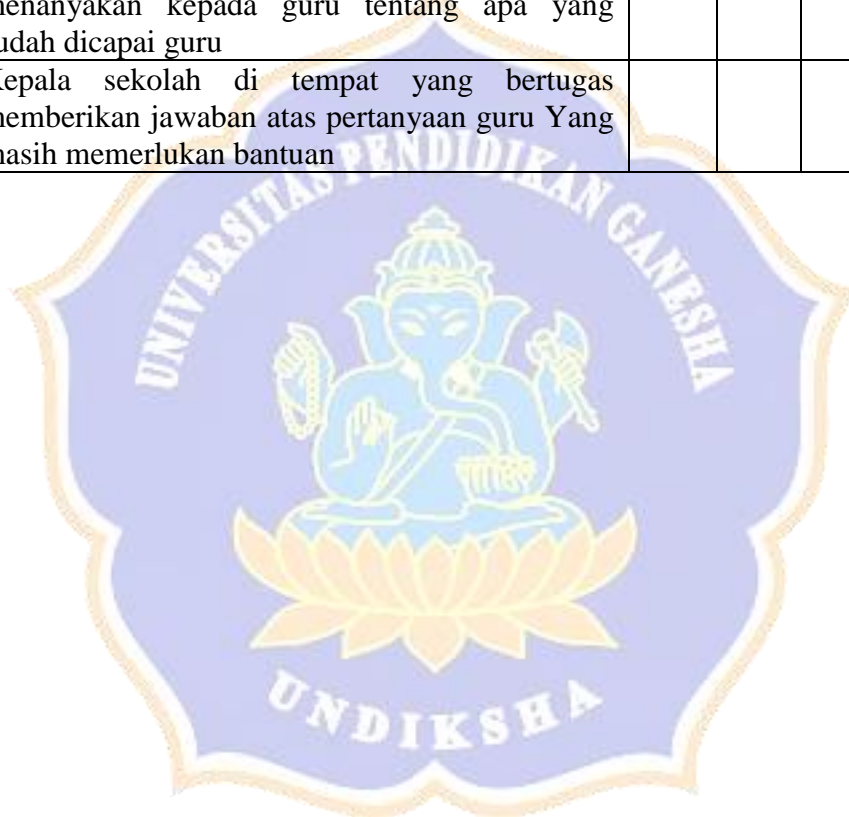 menanyakan kepada guru tentang apa yang
sudah dicapai guru
Kepala sekolah di tempat yang bertugas
memberikan jawaban atas pertanyaan guru Yang
masih memerlukan bantuan
UNIVERSITAS PENDIDIKAN GANESHA
UNDIKSHA